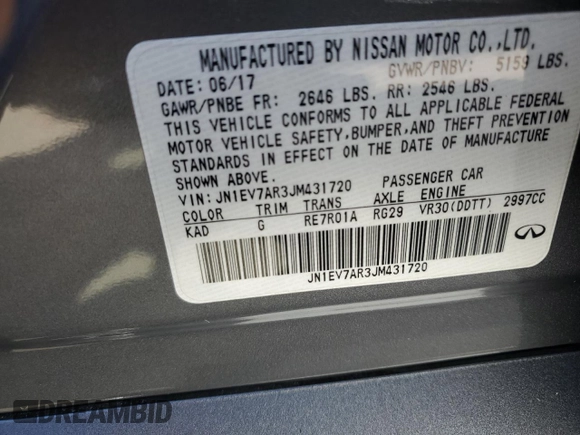 MANUFACTURED BY NISSAN MOTOR CO.,LTD.
DATE: 06/17 GVWR/PNBV: 5159 LBS.
GAWR/PNBE FR: 2646 LBS. RR: 2546 LBS.
THIS VEHICLE CONFORMS TO ALL APPLICABLE FEDERAL
MOTOR VEHICLE SAFETY,BUMPER,AND THEFT PREVENTION
STANDARDS IN EFFECT ON THE DATE OF MANUFACTURE
SHOWN ABOVE.
VIN: JN1EV7AR3JM431720 PASSENGER CAR
COLOR TRIM TRANS AXLE ENGINE
KAD G RE7R01A RG29 VR30(DDTT) 2997CC
JN1EV7AR3JM431720
DREAMBID